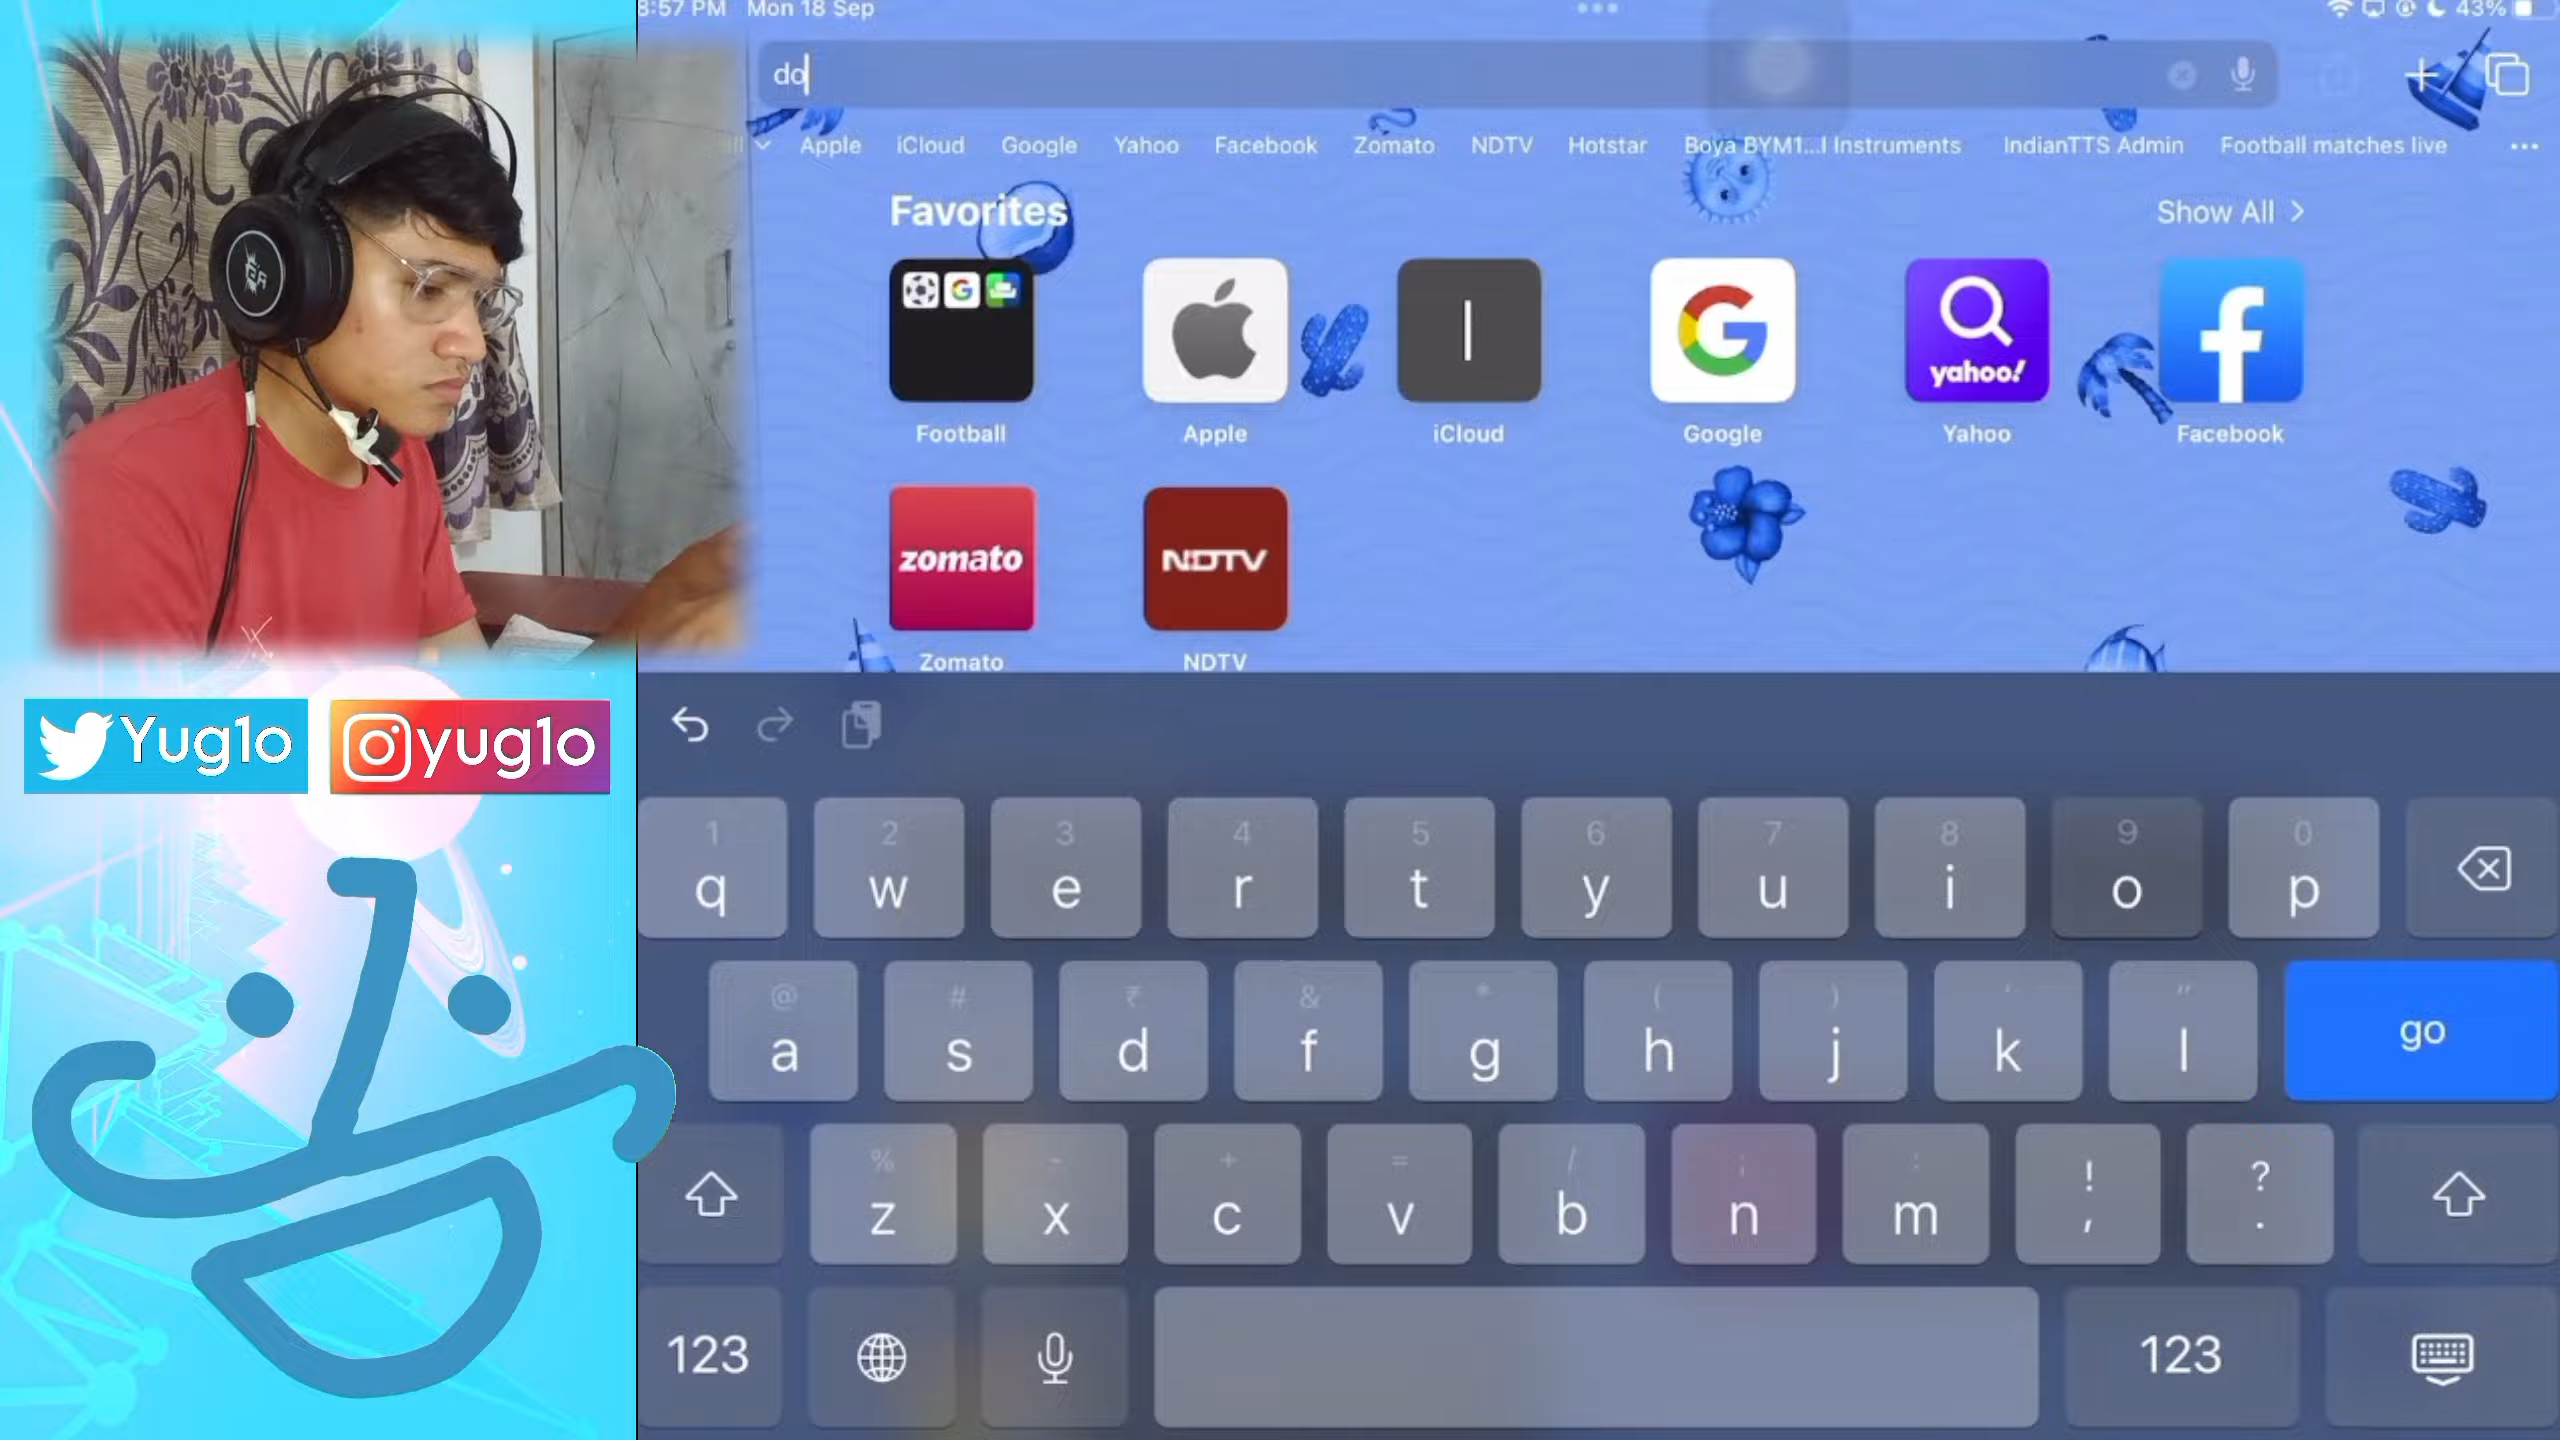 8:57 PM Mon 18 Sep
43%
do
Apple iCloud Google Yahoo Facebook Zomato NDTV Hotstar Boya BYM1...l Instruments IndianTTS Admin Football matches live
Favorites
Show All
yahoo!
Football Apple iCloud Google Yahoo Facebook
zomato NDTV
Zomato NDTV
Yug1o yug1o
1 2 3 4 5 6 7 8 9 0
q w e r t y u i o p
@ # ₹ & * ( ) ' "
a s d f g h j k l go
% - + = / ; : ! ?
z x c v b n m , .
123 123